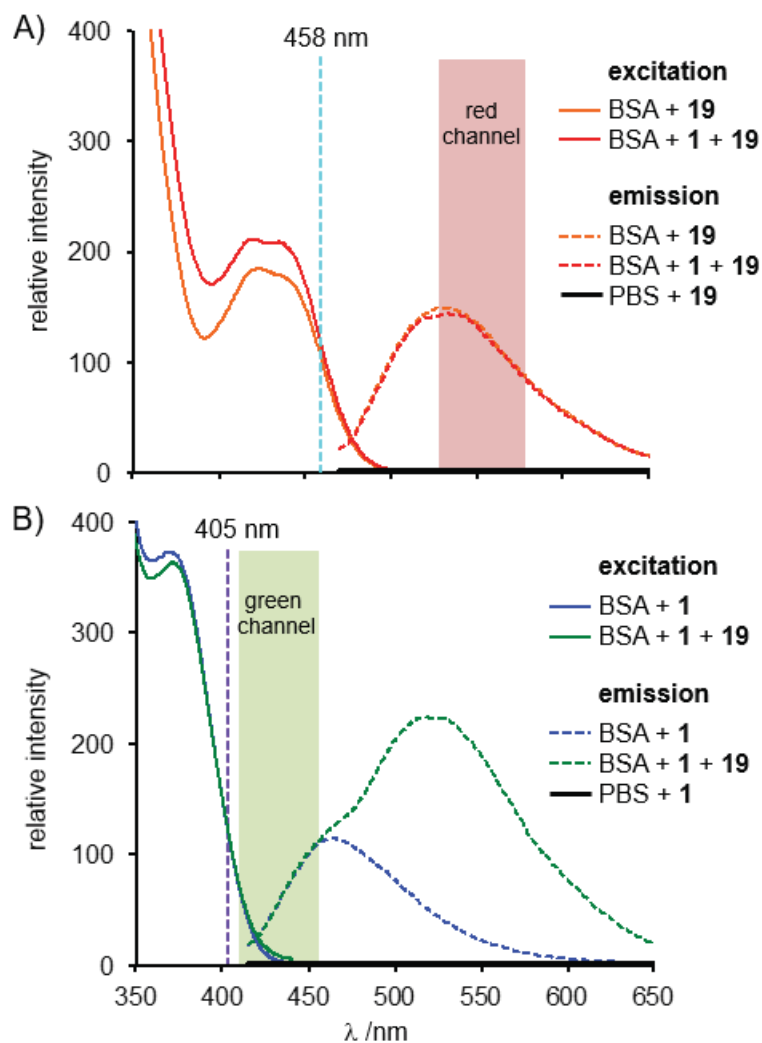 A)
458 nm
400
300
200
100
0
relative intensity
red
channel
excitation
BSA + 19
BSA + 1 + 19
emission
BSA + 19
BSA + 1 + 19
PBS + 19
B)
405 nm
400
300
200
100
0
relative intensity
green
channel
excitation
BSA + 1
BSA + 1 + 19
emission
BSA + 1
BSA + 1 + 19
PBS + 1
350 400 450 500 550 600 650
λ /nm